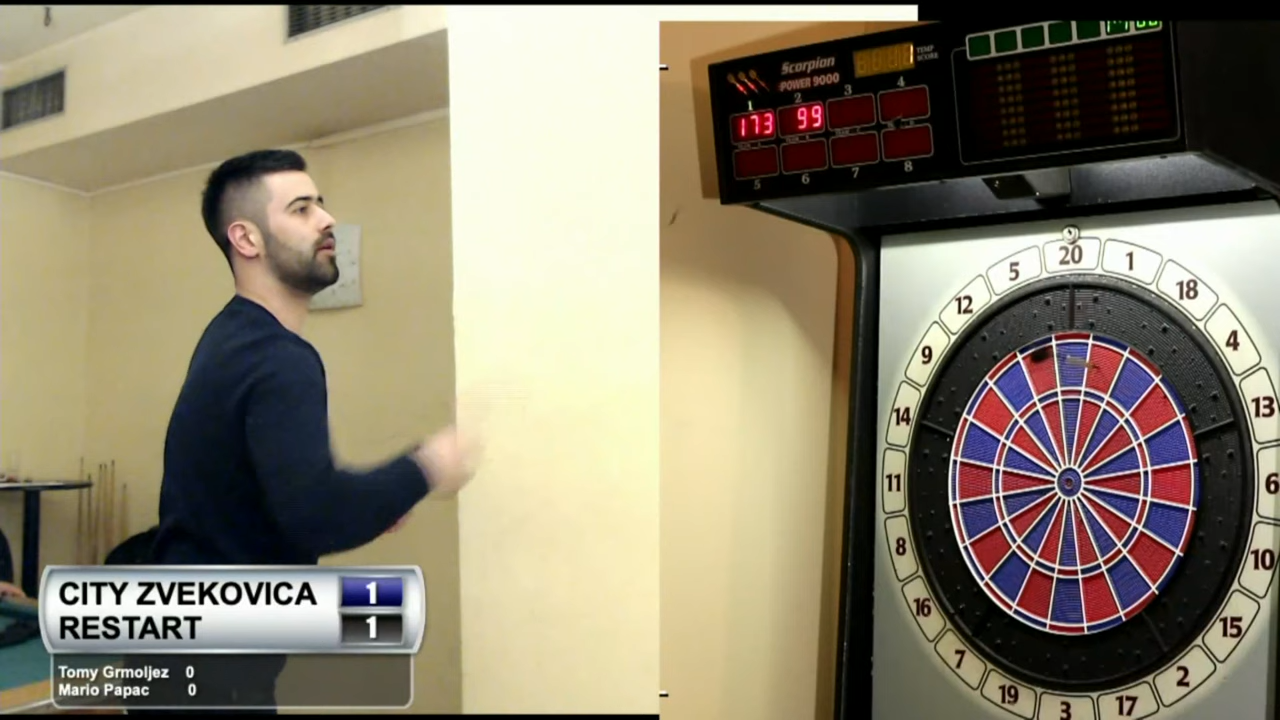 CITY ZVEKOVICA 1
RESTART 1
Tomy Grmoljez 0
Mario Papac 0
Scorpion
POWER 9000
TEMP
SCORE
1 2 3 4
173 99
5 6 7 8
20
1
18
4
13
6
10
15
2
17
3
19
7
16
8
11
14
9
12
5